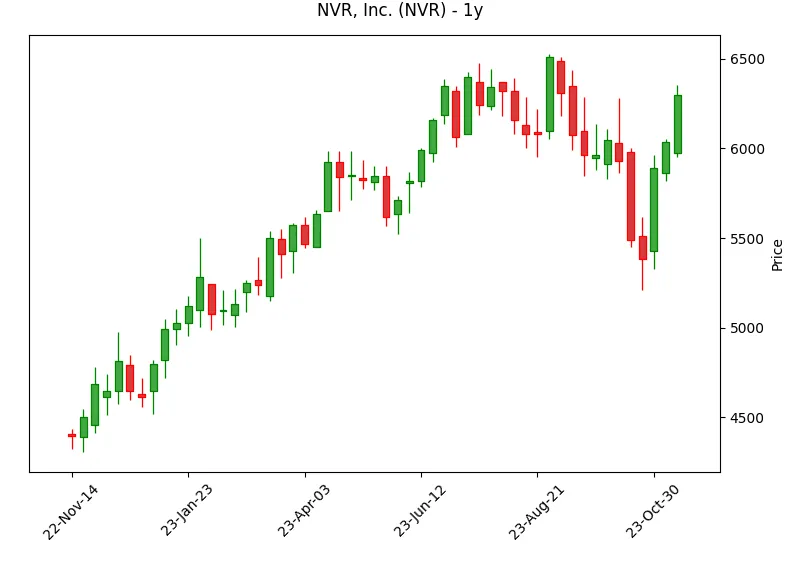 NVR, Inc. (NVR) - 1y
6500
6000
5500
5000
4500
Price
22-Nov-14
23-Jan-23
23-Apr-03
23-Jun-12
23-Aug-21
23-Oct-30